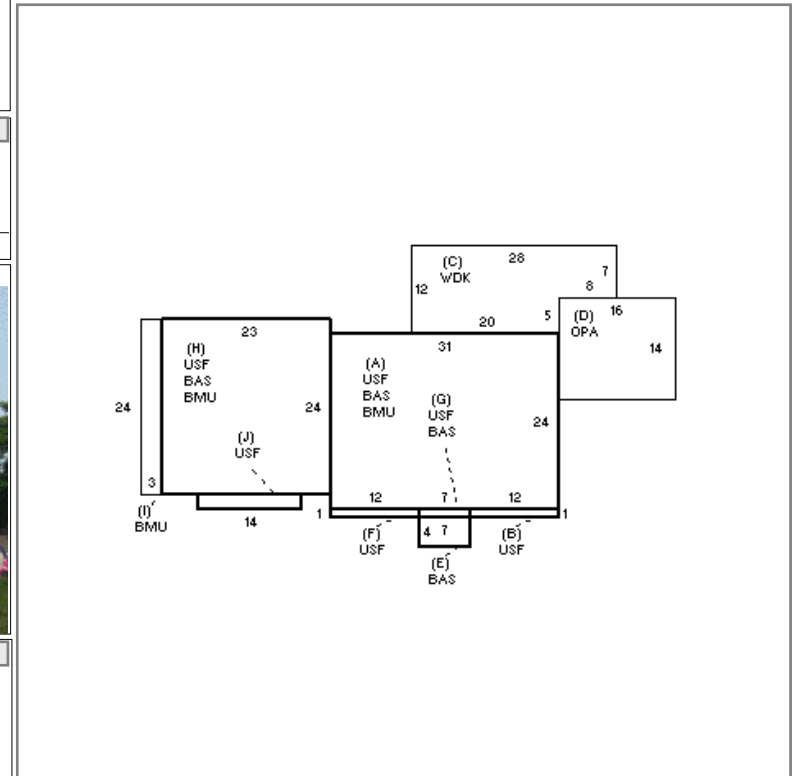 28
(C)
WDK
7
8
12
16
5
(D)
OPA
20
14
23
31
(H)
USF
BAS
BMU
(A)
USF
BAS
BMU
(G)
USF
BAS
24
24
24
(J)
USF
3
12
7
12
(I)
BMU
14
1
1
(F)
USF
4
7
(B)
USF
(E)
BAS